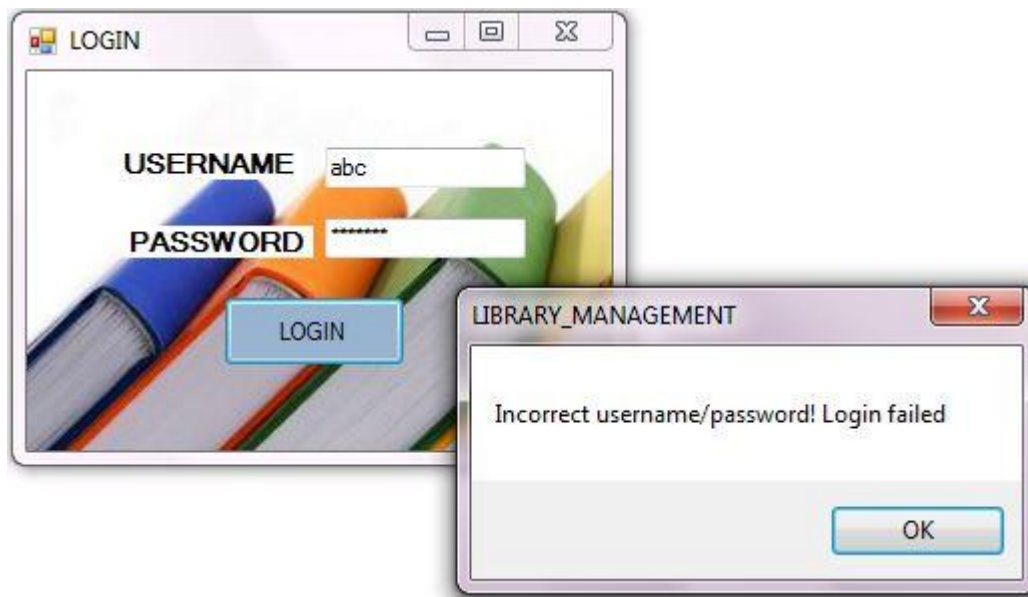 LOGIN
USERNAME abc
PASSWORD *******
LOGIN
LIBRARY_MANAGEMENT
Incorrect username/password! Login failed
OK